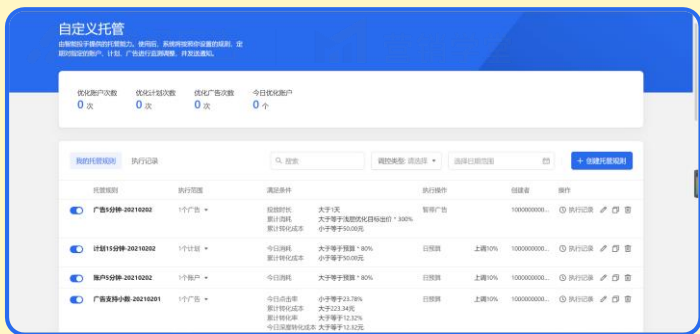 自定义托管
由智能投手提供的托管能力。使用后，系统将按照你设置的规则，定
期对指定的账户、计划、广告进行监测调整，并发送通知。
优化账户次数 优化计划次数 优化广告次数 今日优化账户
0 次 0 次 0 次 0 个
我的托管规则 执行记录 搜索 调控类型: 请选择 选择日期范围 + 创建托管规则
托管规则 执行范围 满足条件 执行操作 创建者 操作
广告5分钟-20210202 1个广告 投放时长 大于1天 暂停广告 1000000000... 执行记录
累计消耗 大于等于浅层优化目标出价 * 300%
累计转化成本 小于等于50.00元
计划15分钟-20210202 1个计划 今日消耗 大于等于预算 * 80% 日预算 上调10% 1000000000... 执行记录
累计转化成本 小于等于50.00元
账户5分钟-20210202 1个账户 今日消耗 大于等于预算 * 80% 日预算 上调10% 1000000000... 执行记录
广告支持小数-20210201 1个广告 今日点击率 小于等于23.78% 日预算 上调10% 1000000000... 执行记录
累计转化成本 大于223.34元
累计转化率 大于等于12.32%
今日深度转化成本 大于等于12.32元